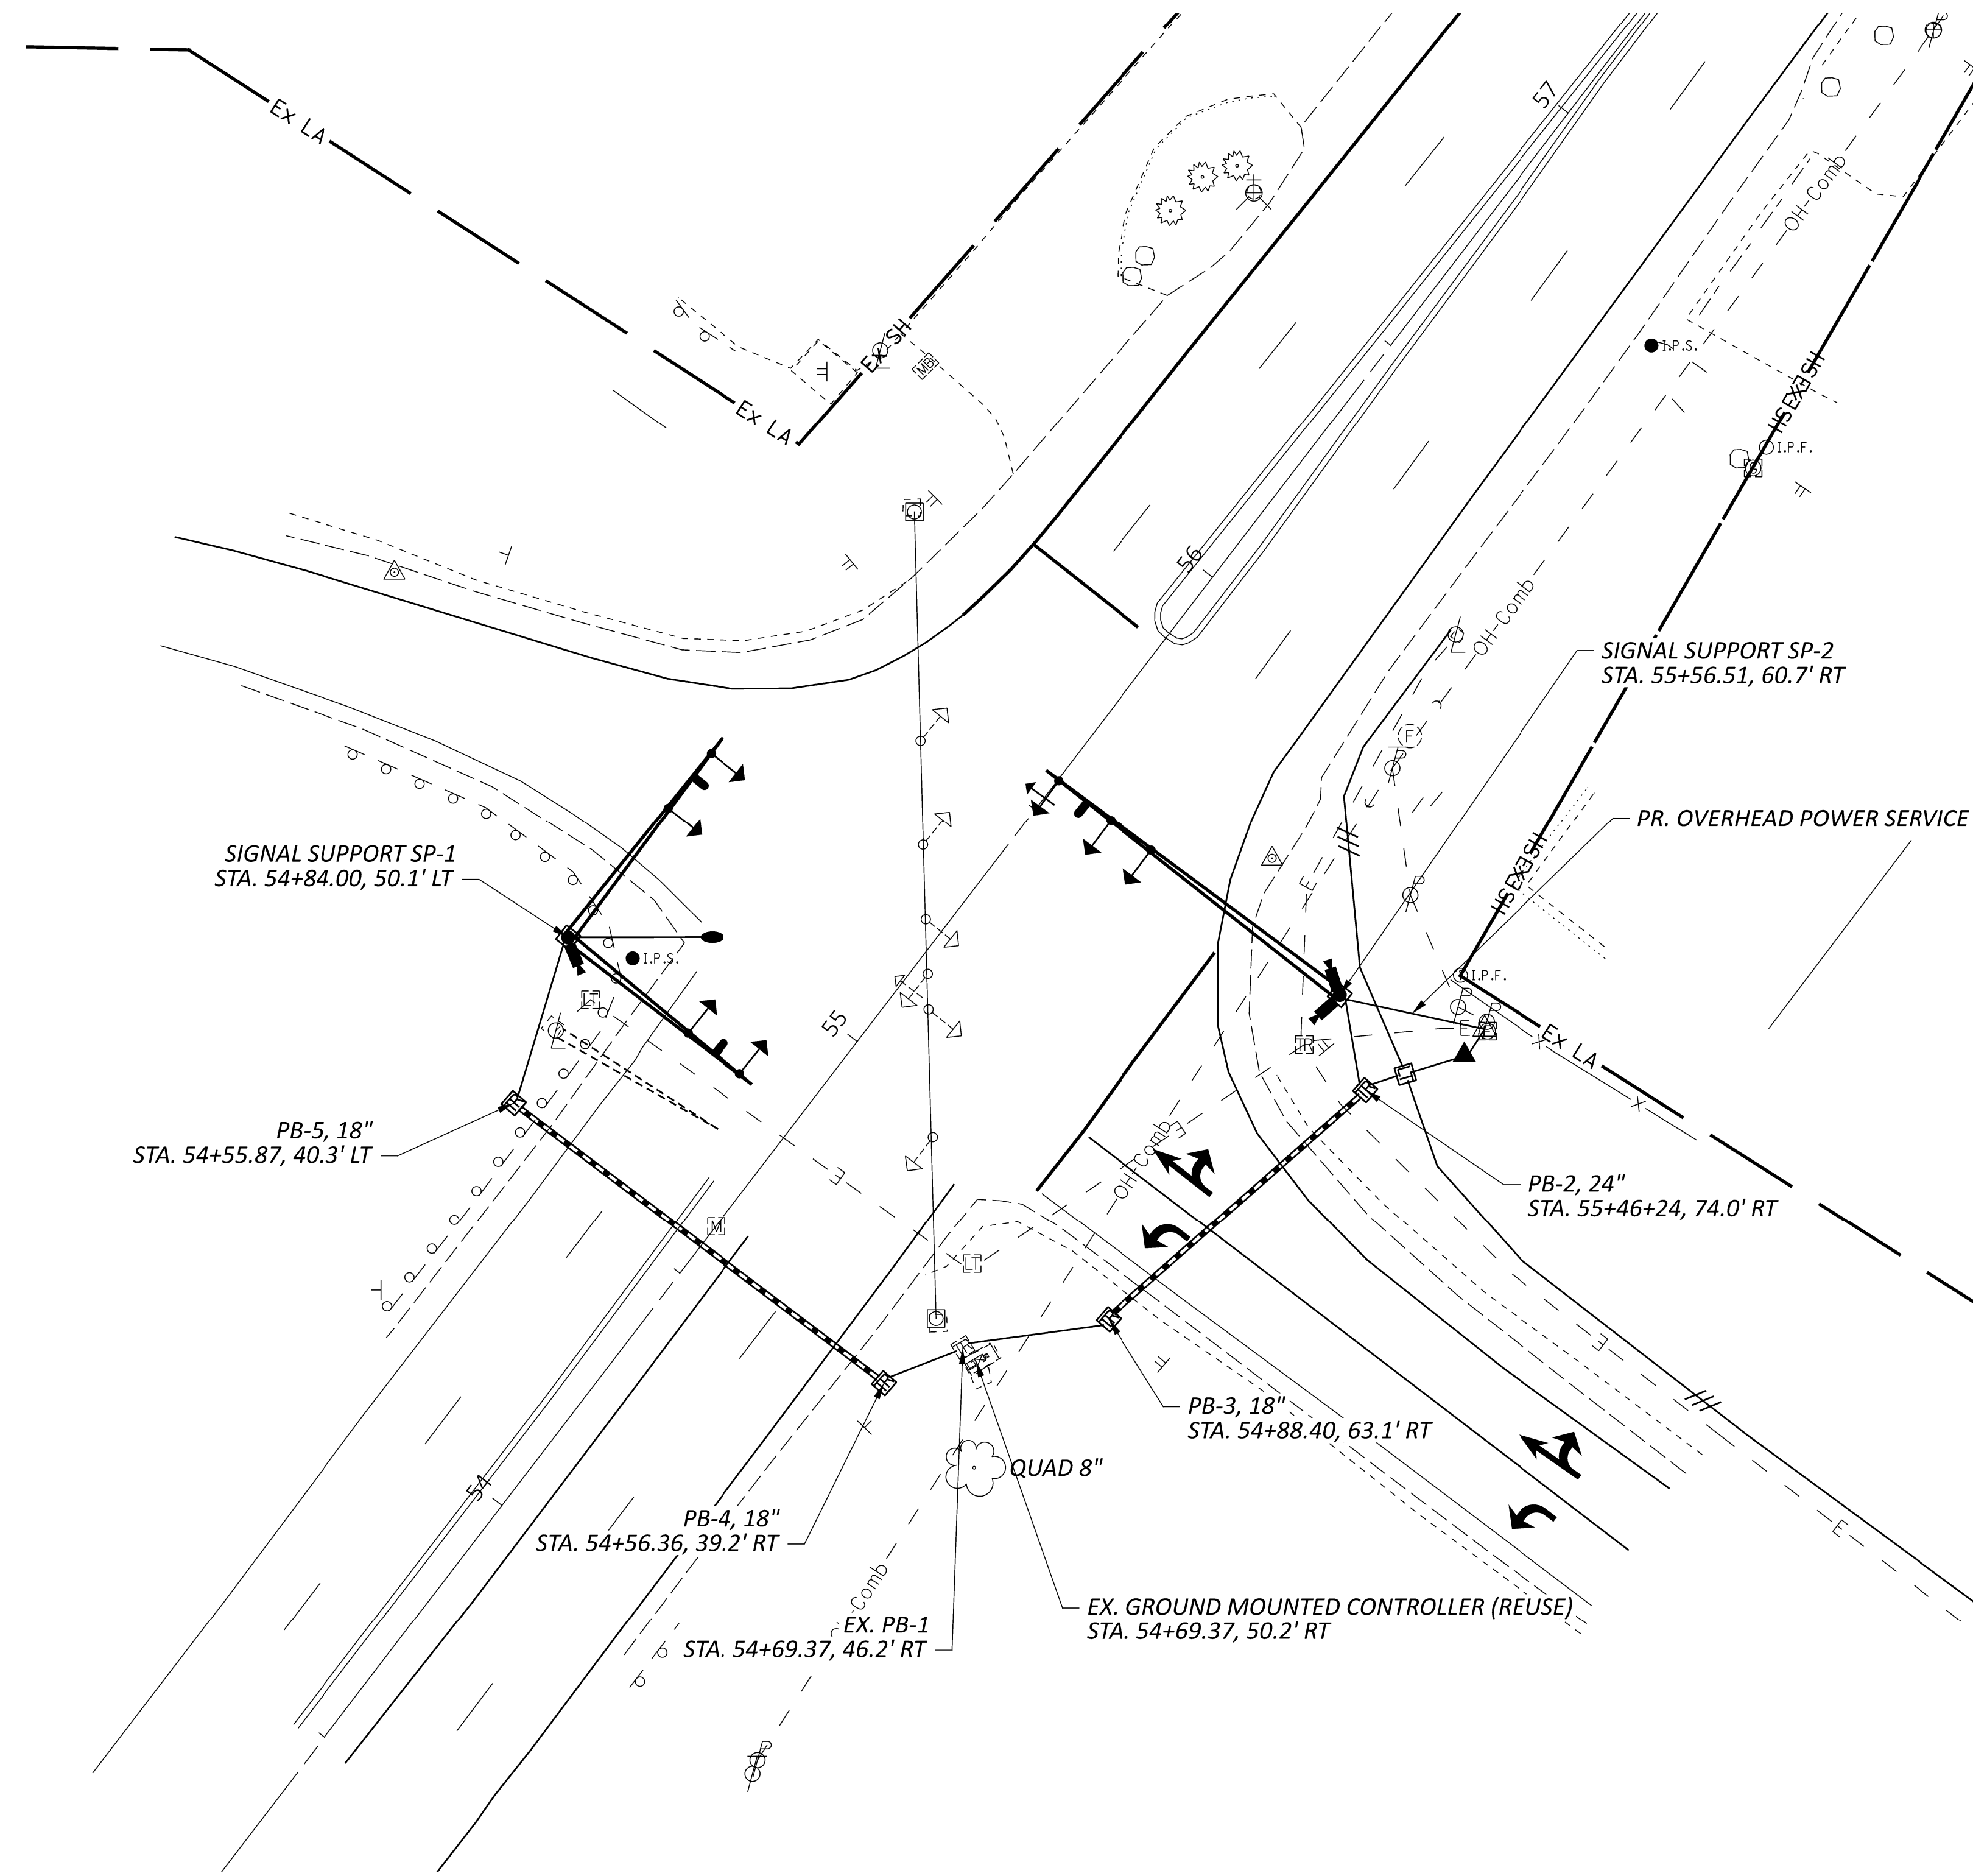 Ex LA
57
OH-Comb
Ex SH
MB
I.P.S.
Ex LA
I.P.F.
S
56
OH-Comb
SIGNAL SUPPORT SP-2
STA. 55+56.51, 60.7' RT
F
P
PR. OVERHEAD POWER SERVICE
SIGNAL SUPPORT SP-1
STA. 54+84.00, 50.1' LT
E
P
I.P.S.
I.P.F.
LT
P
P
55
TR
E
E
Ex LA
X
X
PB-5, 18"
STA. 54+55.87, 40.3' LT
E
OH-Comb
E
PB-2, 24"
STA. 55+46+24, 74.0' RT
M
LT
E
PB-3, 18"
STA. 54+88.40, 63.1' RT
QUAD 8"
54
PB-4, 18"
STA. 54+56.36, 39.2' RT
E
-Comb
EX. PB-1
STA. 54+69.37, 46.2' RT
EX. GROUND MOUNTED CONTROLLER (REUSE)
STA. 54+69.37, 50.2' RT
P